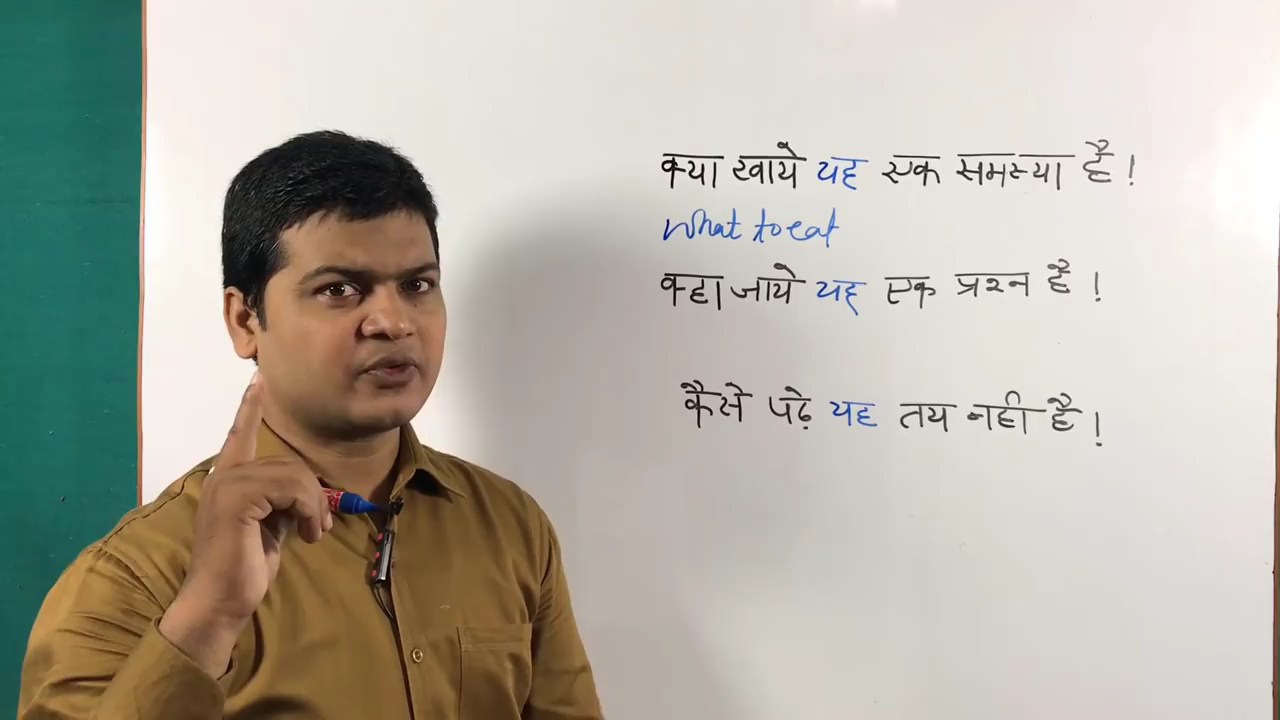 क्या खाये यह एक समस्या है !
what to eat
कहा जाये यह एक प्रश्न है !
कैसे पढ़े यह तय नही है !